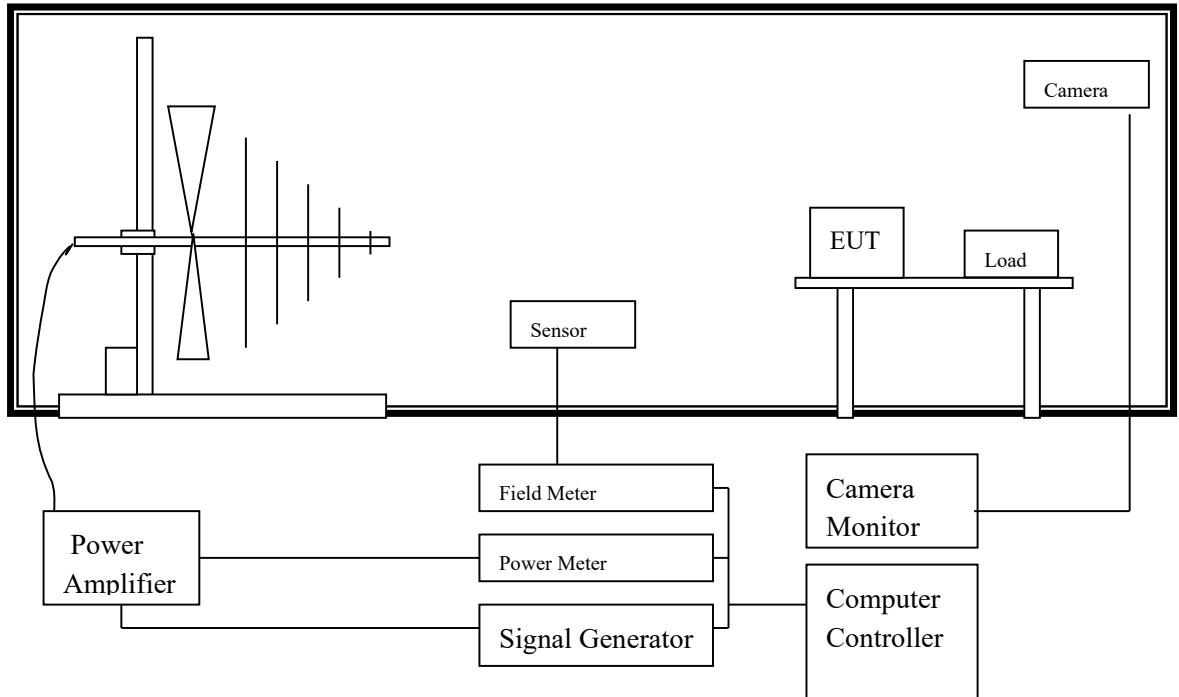 Camera
EUT
Load
Sensor
Field Meter
Camera
Monitor
Power
Amplifier
Power Meter
Signal Generator
Computer
Controller